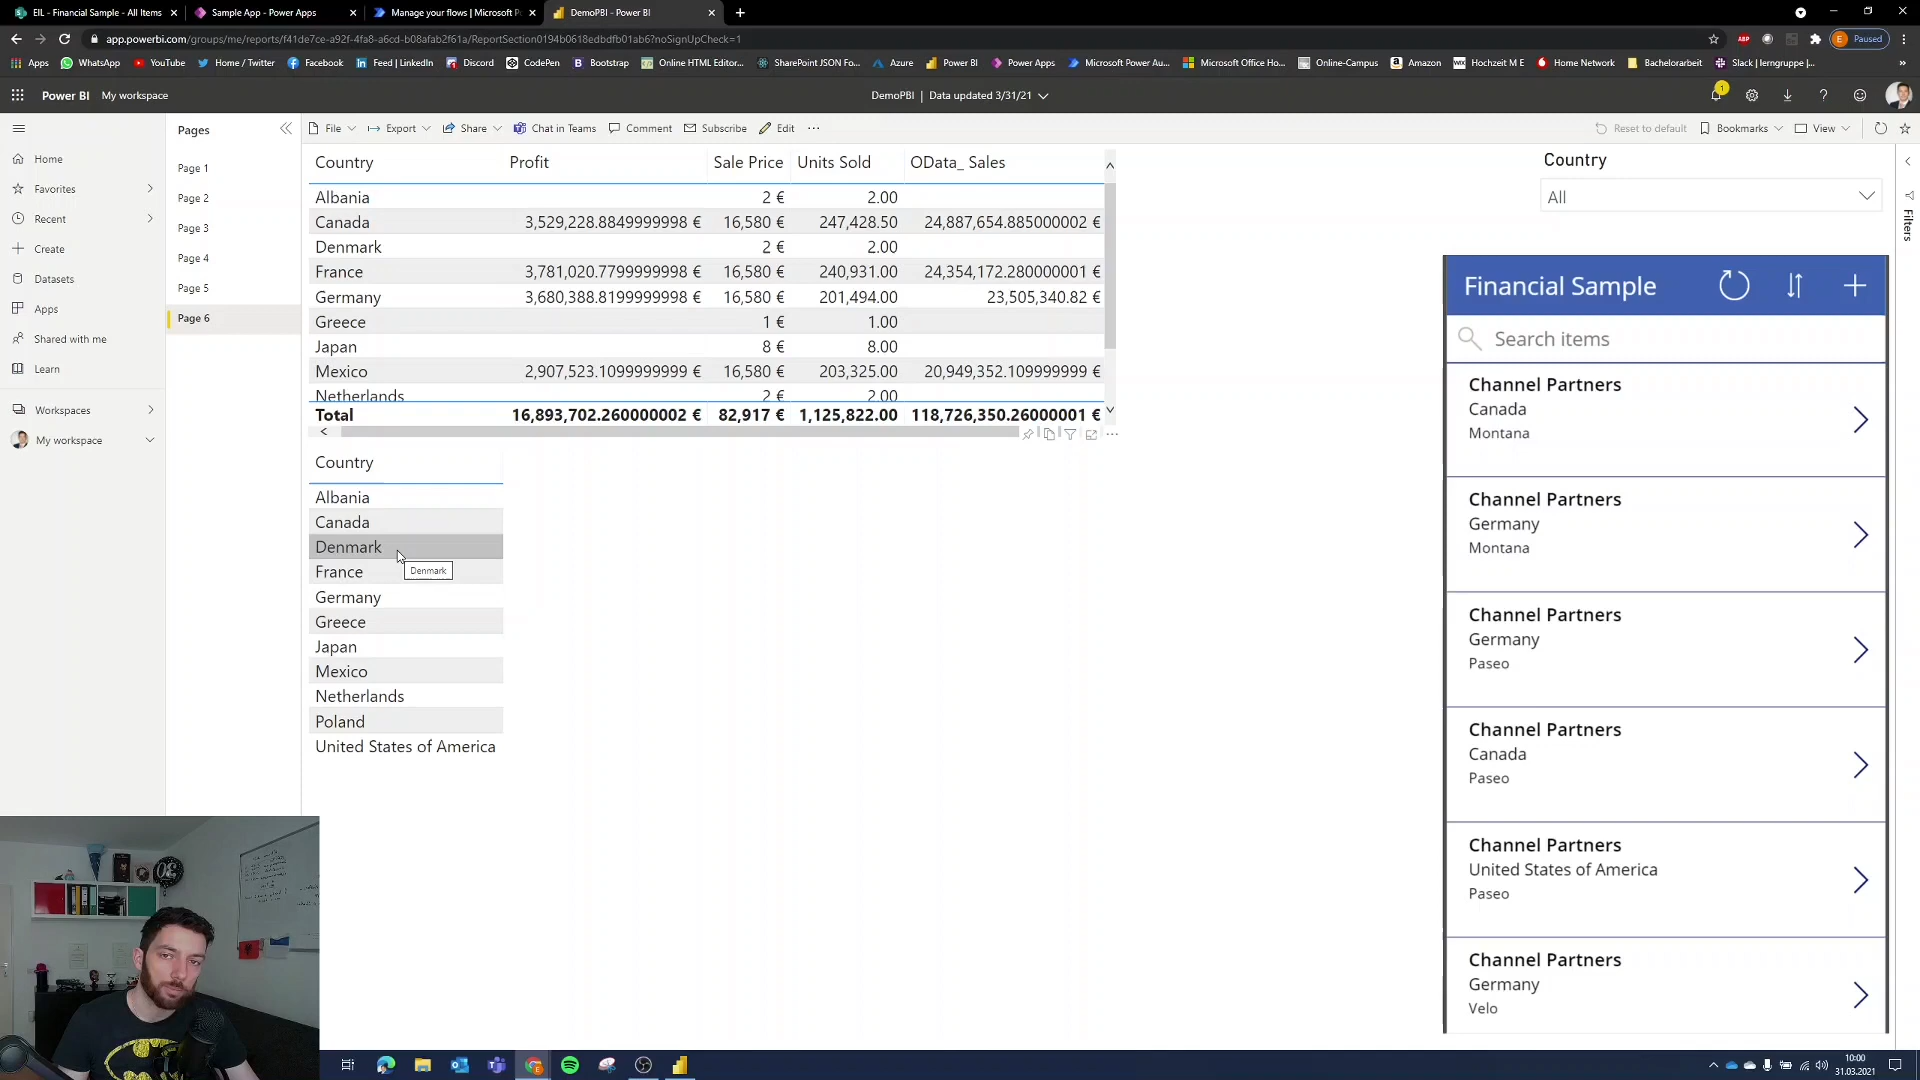 EIL - Financial Sample - All Items
Sample App - Power Apps
Manage your flows | Microsoft P
DemoPBI - Power BI
app.powerbi.com/groups/me/reports/f41de7ce-a92f-4fa8-a6cd-b08afab2f61a/ReportSection0194b0618edbdfb01ab6?noSignUpCheck=1
ABP
E Paused
Apps
WhatsApp
YouTube
Home / Twitter
Facebook
Feed | LinkedIn
Discord
CodePen
Bootstrap
Online HTML Editor...
SharePoint JSON Fo...
Azure
Power BI
Power Apps
Microsoft Power Au...
Microsoft Office Ho...
Online-Campus
Amazon
Hochzeit M E
Home Network
Bachelorarbeit
Slack | lerngruppe |...
Power BI My workspace
DemoPBI | Data updated 3/31/21
1
Home
Favorites
Recent
Create
Datasets
Apps
Shared with me
Learn
Workspaces
My workspace
Pages
Page 1
Page 2
Page 3
Page 4
Page 5
Page 6
File Export Share Chat in Teams Comment Subscribe Edit ...
Reset to default Bookmarks View
Country Profit Sale Price Units Sold OData_ Sales
Albania 2 € 2.00
Canada 3,529,228.8849999998 € 16,580 € 247,428.50 24,887,654.885000002 €
Denmark 2 € 2.00
France 3,781,020.7799999998 € 16,580 € 240,931.00 24,354,172.280000001 €
Germany 3,680,388.8199999998 € 16,580 € 201,494.00 23,505,340.82 €
Greece 1 € 1.00
Japan 8 € 8.00
Mexico 2,907,523.1099999999 € 16,580 € 203,325.00 20,949,352.109999999 €
Netherlands 2 € 2.00
Total 16,893,702.260000002 € 82,917 € 1,125,822.00 118,726,350.26000001 €
Country
Albania
Canada
Denmark
Denmark
France
Germany
Greece
Japan
Mexico
Netherlands
Poland
United States of America
Country
All
Filters
Financial Sample
Search items
Channel Partners
Canada
Montana
Channel Partners
Germany
Montana
Channel Partners
Germany
Paseo
Channel Partners
Canada
Paseo
Channel Partners
United States of America
Paseo
Channel Partners
Germany
Velo
10:00
31.03.2021